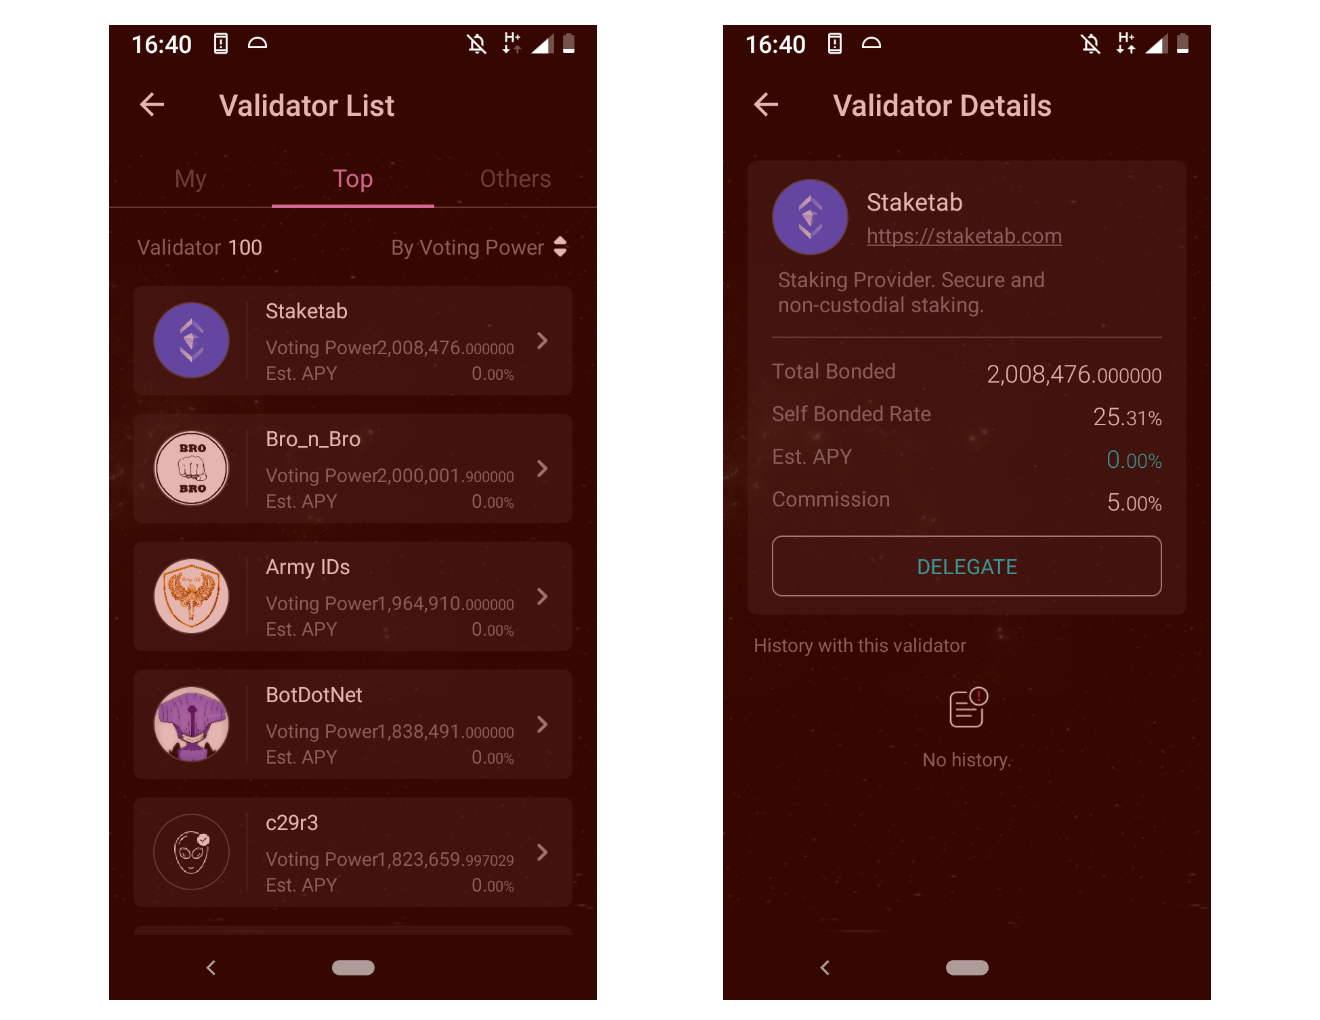 16:40
H+
Validator List
My Top Others
Validator 100 By Voting Power
Staketab
Voting Power2,008,476.000000
Est. APY 0.00%
BRO
BRO
Bro_n_Bro
Voting Power2,000,001.900000
Est. APY 0.00%
Army IDs
Voting Power1,964,910.000000
Est. APY 0.00%
BotDotNet
Voting Power1,838,491.000000
Est. APY 0.00%
c29r3
Voting Power1,823,659.997029
Est. APY 0.00%
16:40
H+
Validator Details
Staketab
https://staketab.com
Staking Provider. Secure and
non-custodial staking.
Total Bonded 2,008,476.000000
Self Bonded Rate 25.31%
Est. APY 0.00%
Commission 5.00%
DELEGATE
History with this validator
No history.